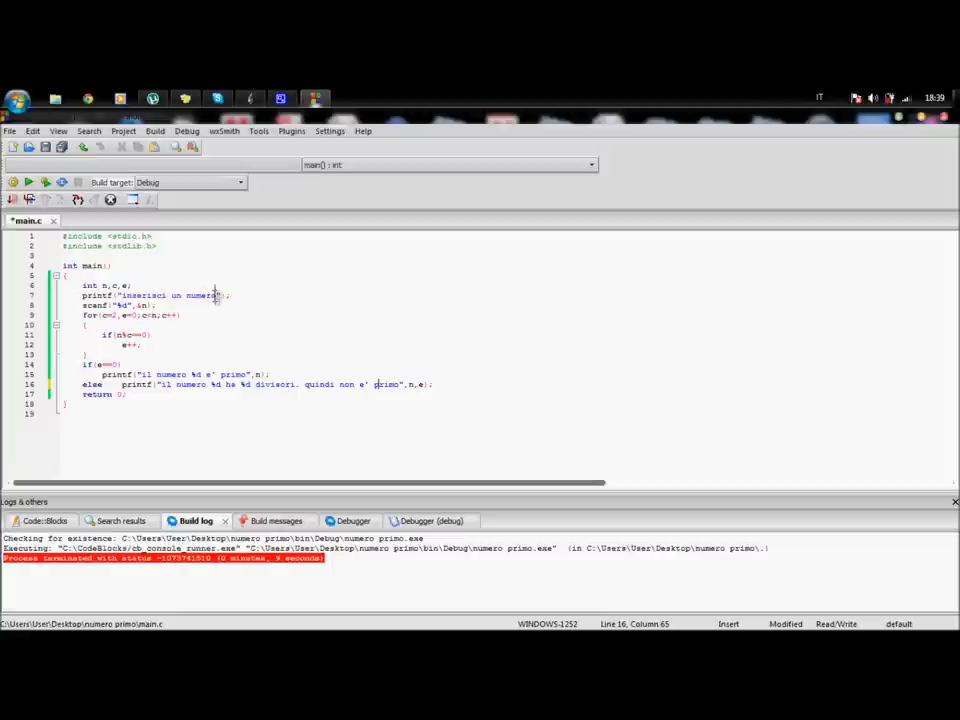 IT 18:39
File Edit View Search Project Build Debug wxSmith Tools Plugins Settings Help
main() : int
Build target: Debug
*main.c
1 #include <stdio.h>
2 #include <stdlib.h>
3
4 int main()
5 {
6 int n,c,e;
7 printf("inserisci un numero");
8 scanf("%d",&n);
9 for(c=2,e=0;c<n;c++)
10 {
11 if(n%c==0)
12 e++;
13 }
14 if(e==0)
15 printf("il numero %d e' primo",n);
16 else printf("il numero %d ha %d divisori. quindi non e' primo",n,e);
17 return 0;
18 }
19
Logs & others
Code::Blocks Search results Build log Build messages Debugger Debugger (debug)
Checking for existence: C:\Users\User\Desktop\numero primo\bin\Debug\numero primo.exe
Executing: "C:\CodeBlocks/cb_console_runner.exe" "C:\Users\User\Desktop\numero primo\bin\Debug\numero primo.exe" (in C:\Users\User\Desktop\numero primo\.)
Process terminated with status -1073741510 (0 minutes, 9 seconds)
C:\Users\User\Desktop\numero primo\main.c WINDOWS-1252 Line 16, Column 65 Insert Modified Read/Write default